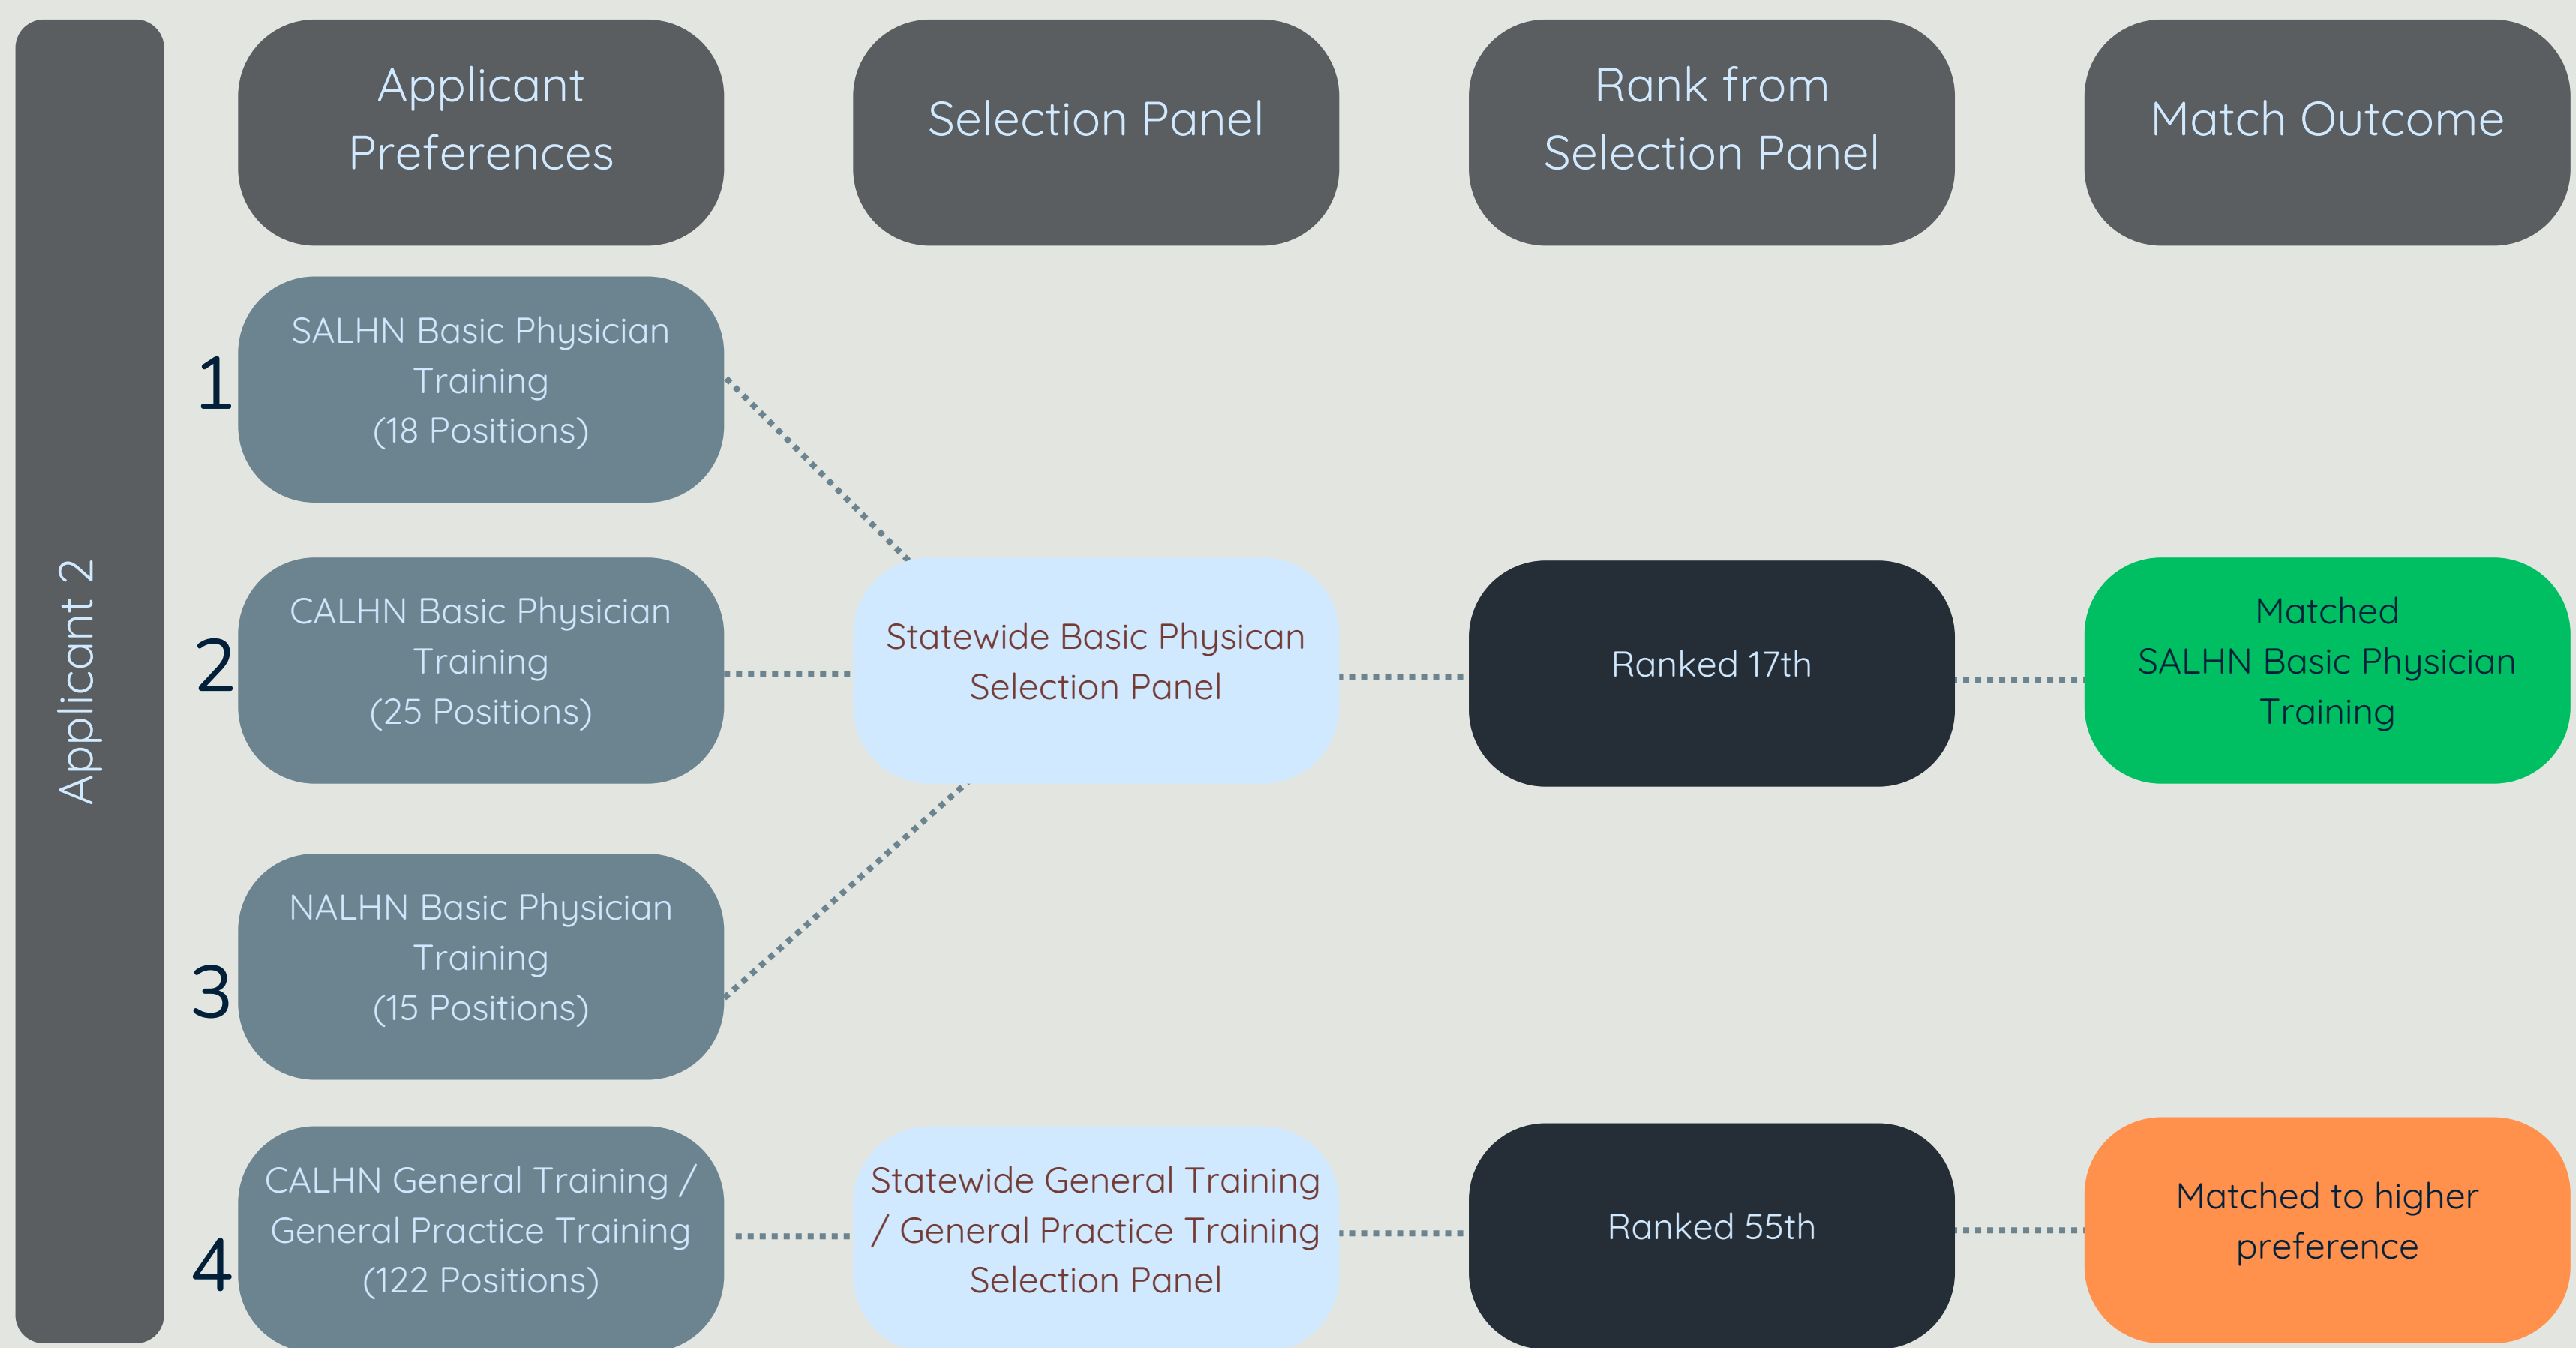 Applicant 2
Applicant
Preferences
Selection Panel
Rank from
Selection Panel
Match Outcome
1
SALHN Basic Physician
Training
(18 Positions)
2
CALHN Basic Physician
Training
(25 Positions)
Statewide Basic Physican
Selection Panel
Ranked 17th
Matched
SALHN Basic Physician
Training
3
NALHN Basic Physician
Training
(15 Positions)
4
CALHN General Training /
General Practice Training
(122 Positions)
Statewide General Training
/ General Practice Training
Selection Panel
Ranked 55th
Matched to higher
preference